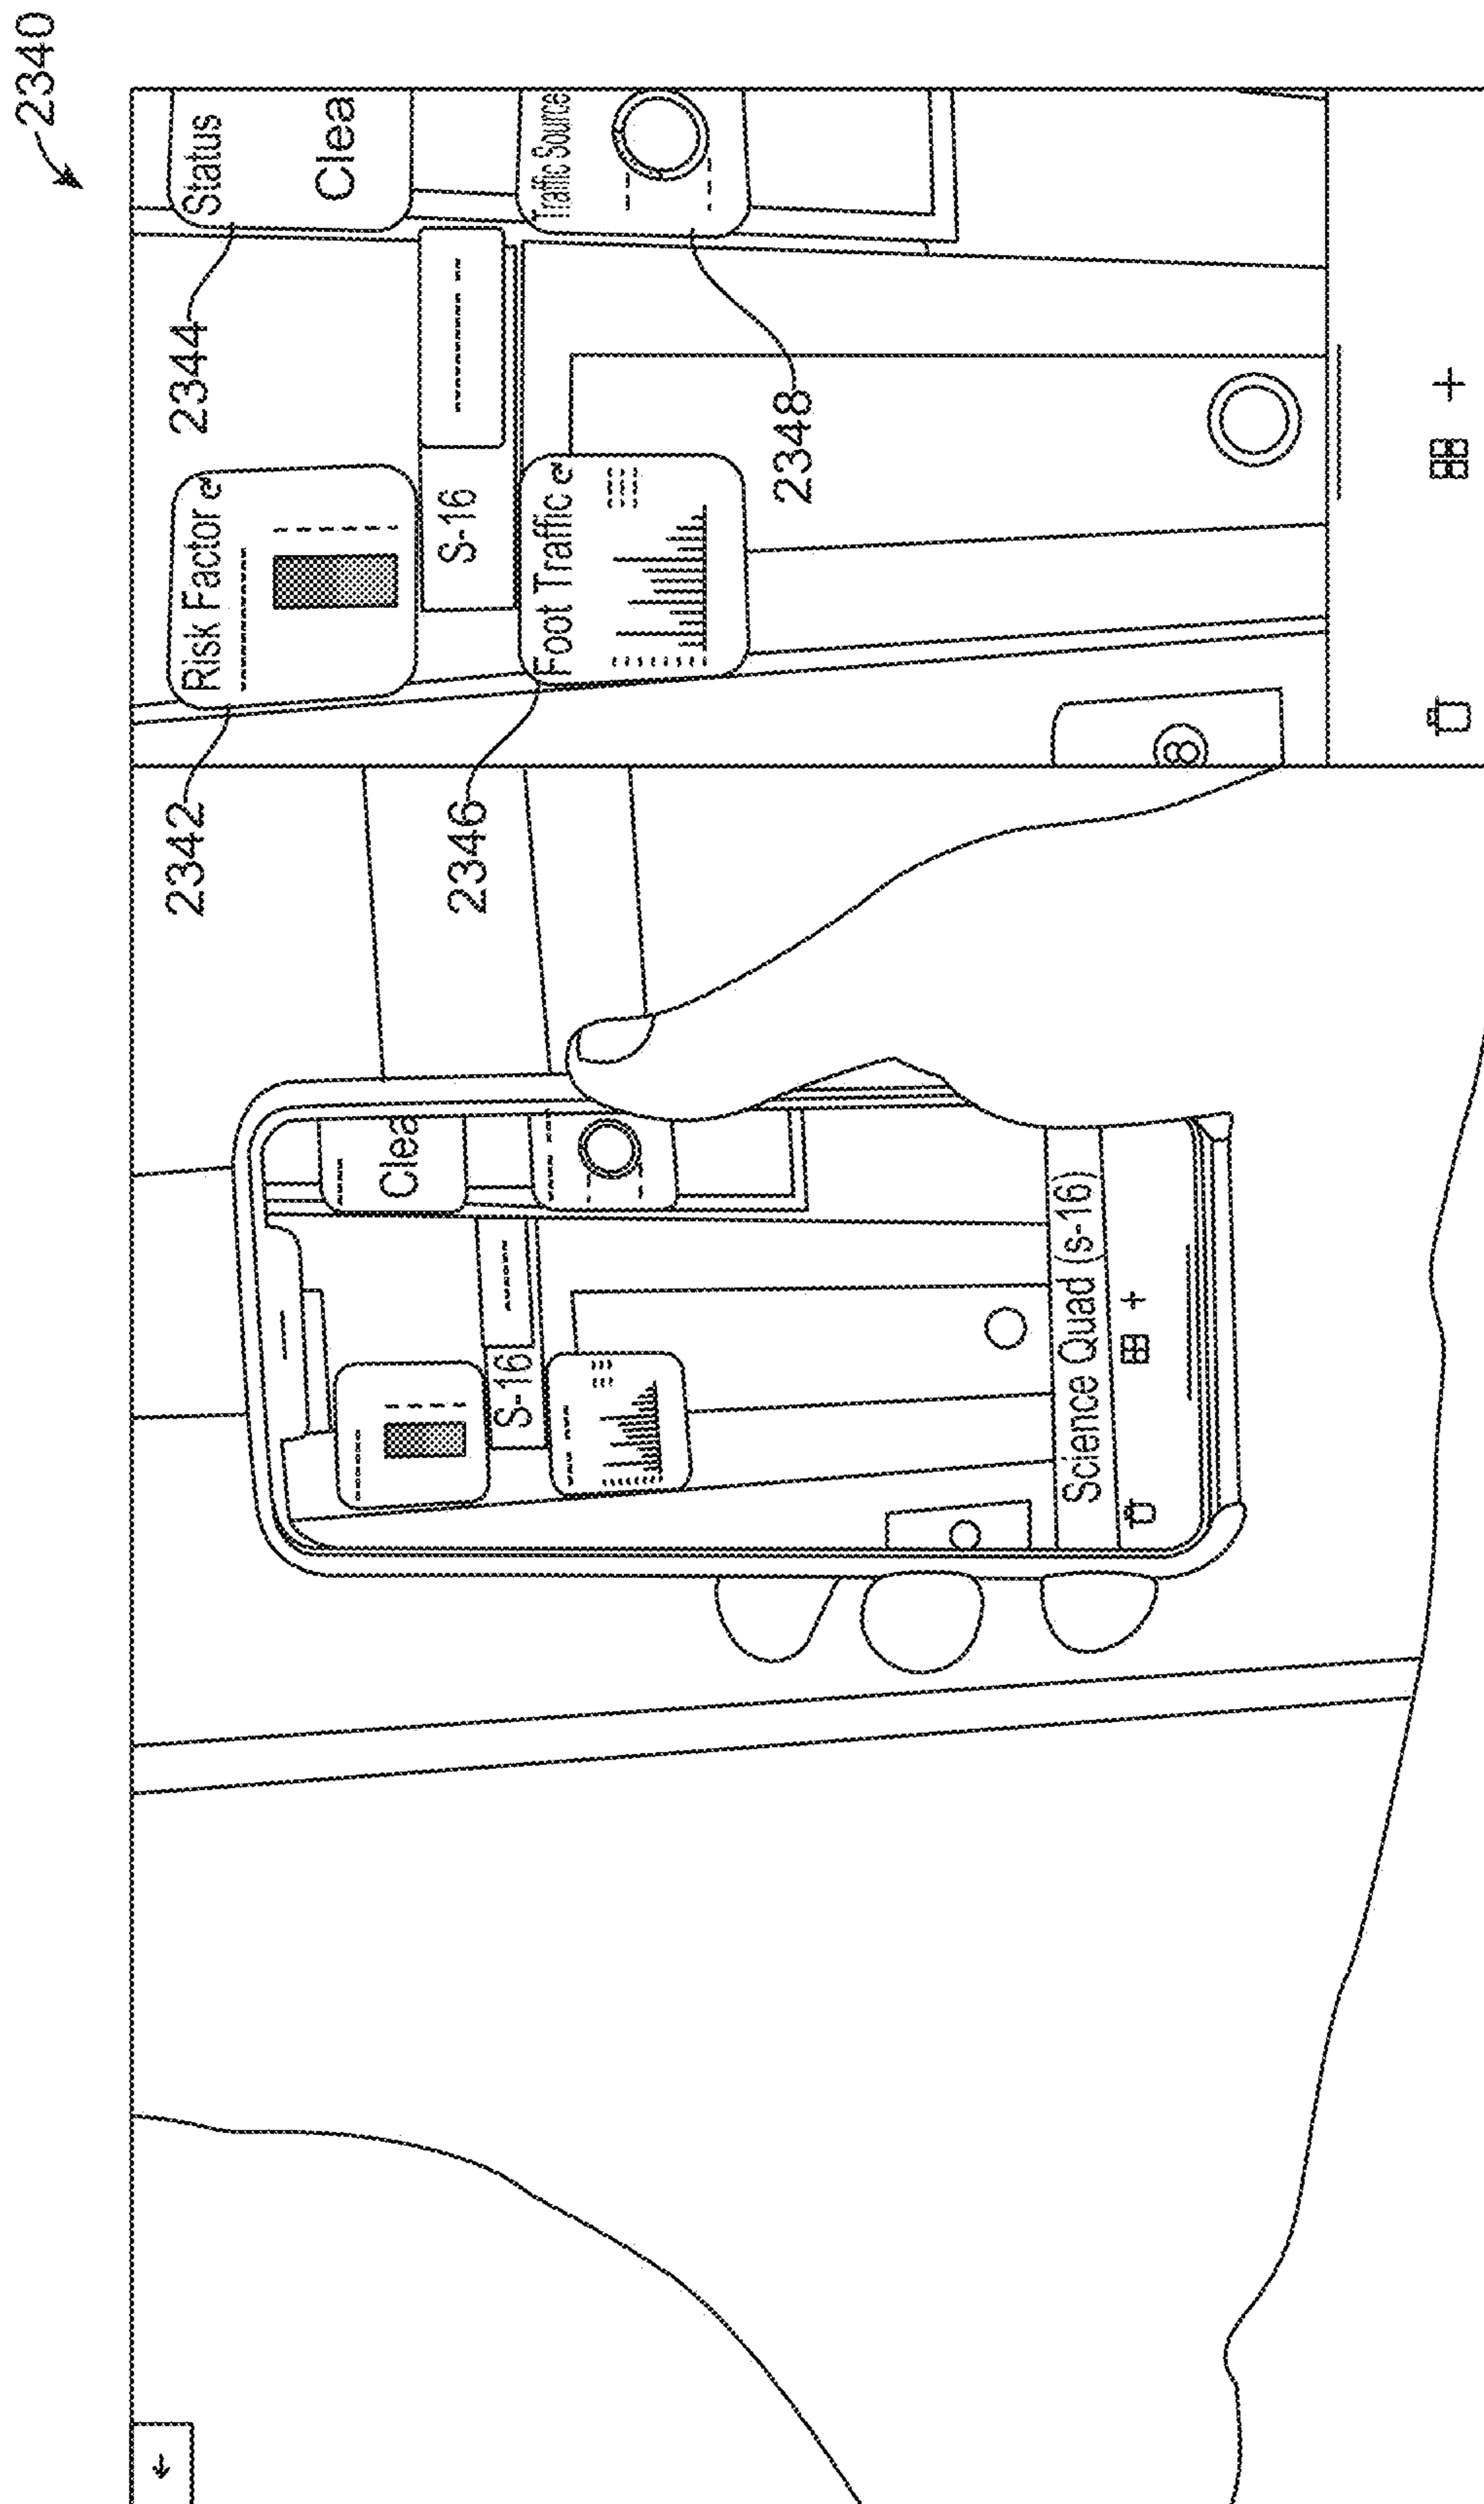 2340
2342
Risk Factor
2344
Status
Clea
S-16
2346
Foot Traffic
2348
Traffic Source
8
Clea
S-16
Science Quad (s-16)